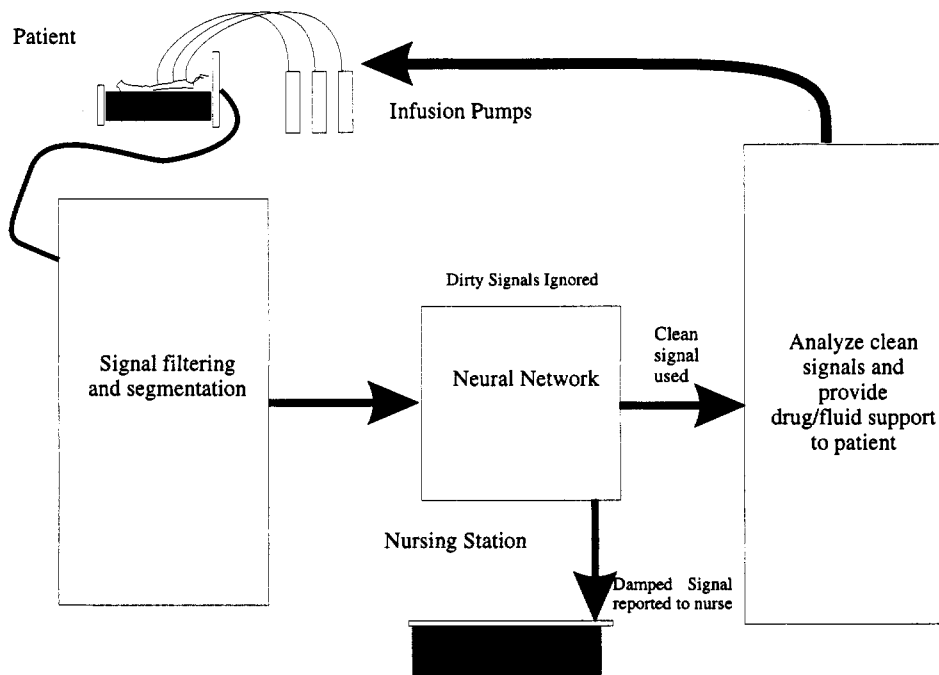 Patient
Infusion Pumps
Dirty Signals Ignored
Signal filtering
and segmentation
Neural Network
Clean
signal
used
Analyze clean
signals and
provide
drug/fluid support
to patient
Nursing Station
Damped Signal
reported to nurse